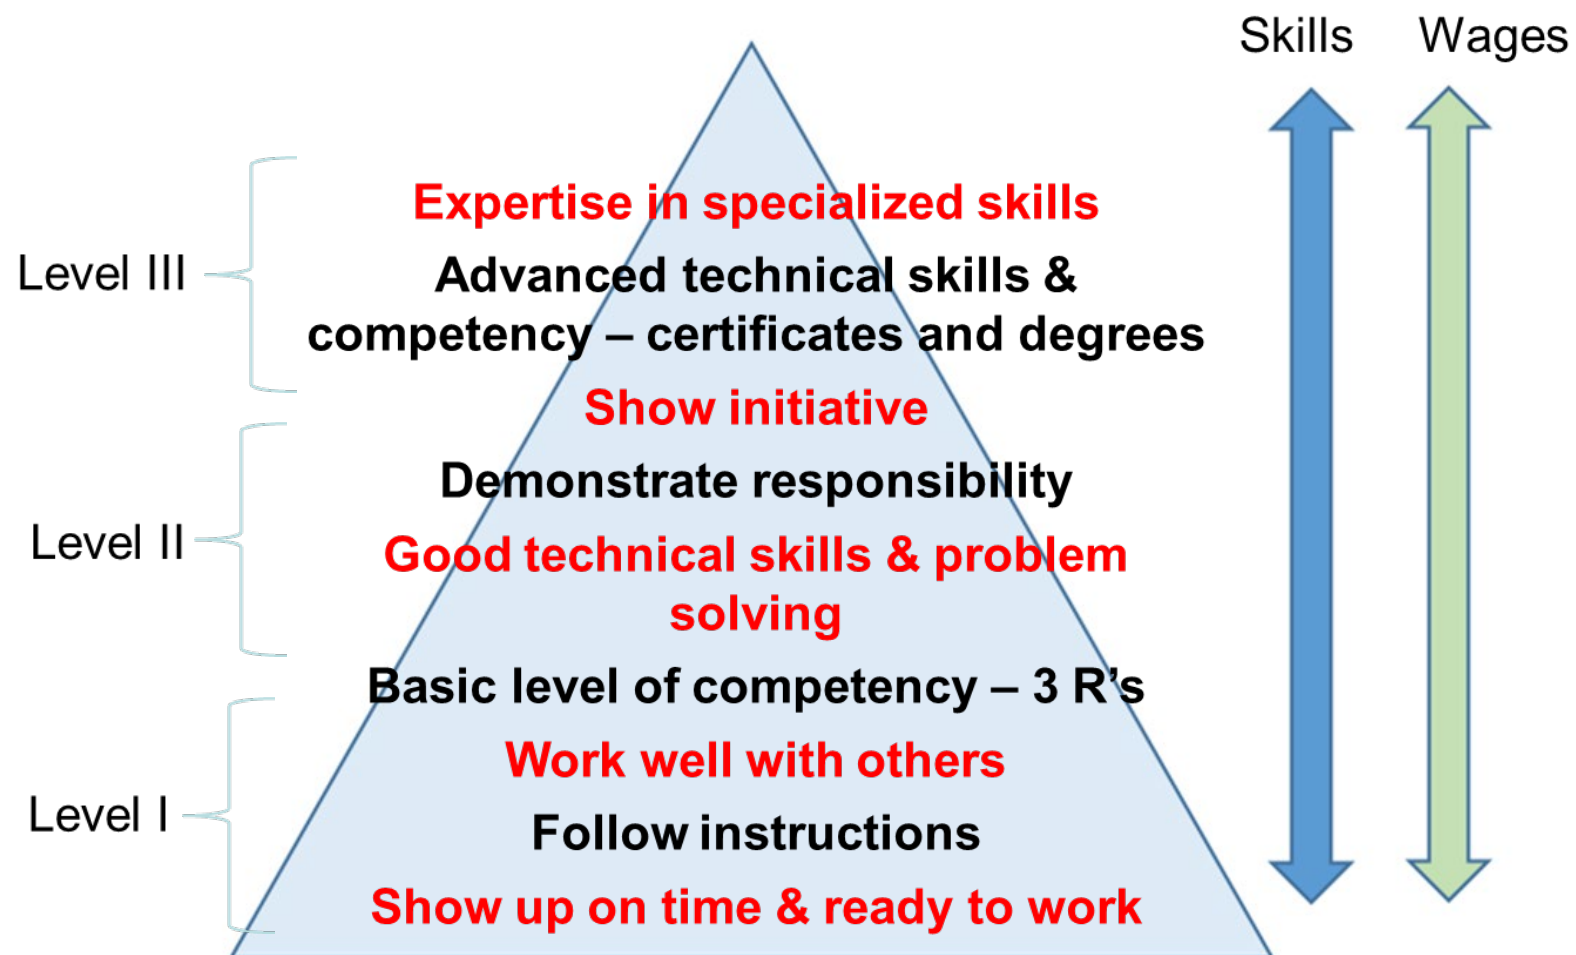 Skills
Wages
Expertise in specialized skills
Level III
Advanced technical skills &
competency – certificates and degrees
Show initiative
Demonstrate responsibility
Level II
Good technical skills & problem
solving
Basic level of competency – 3 R’s
Work well with others
Level I
Follow instructions
Show up on time & ready to work